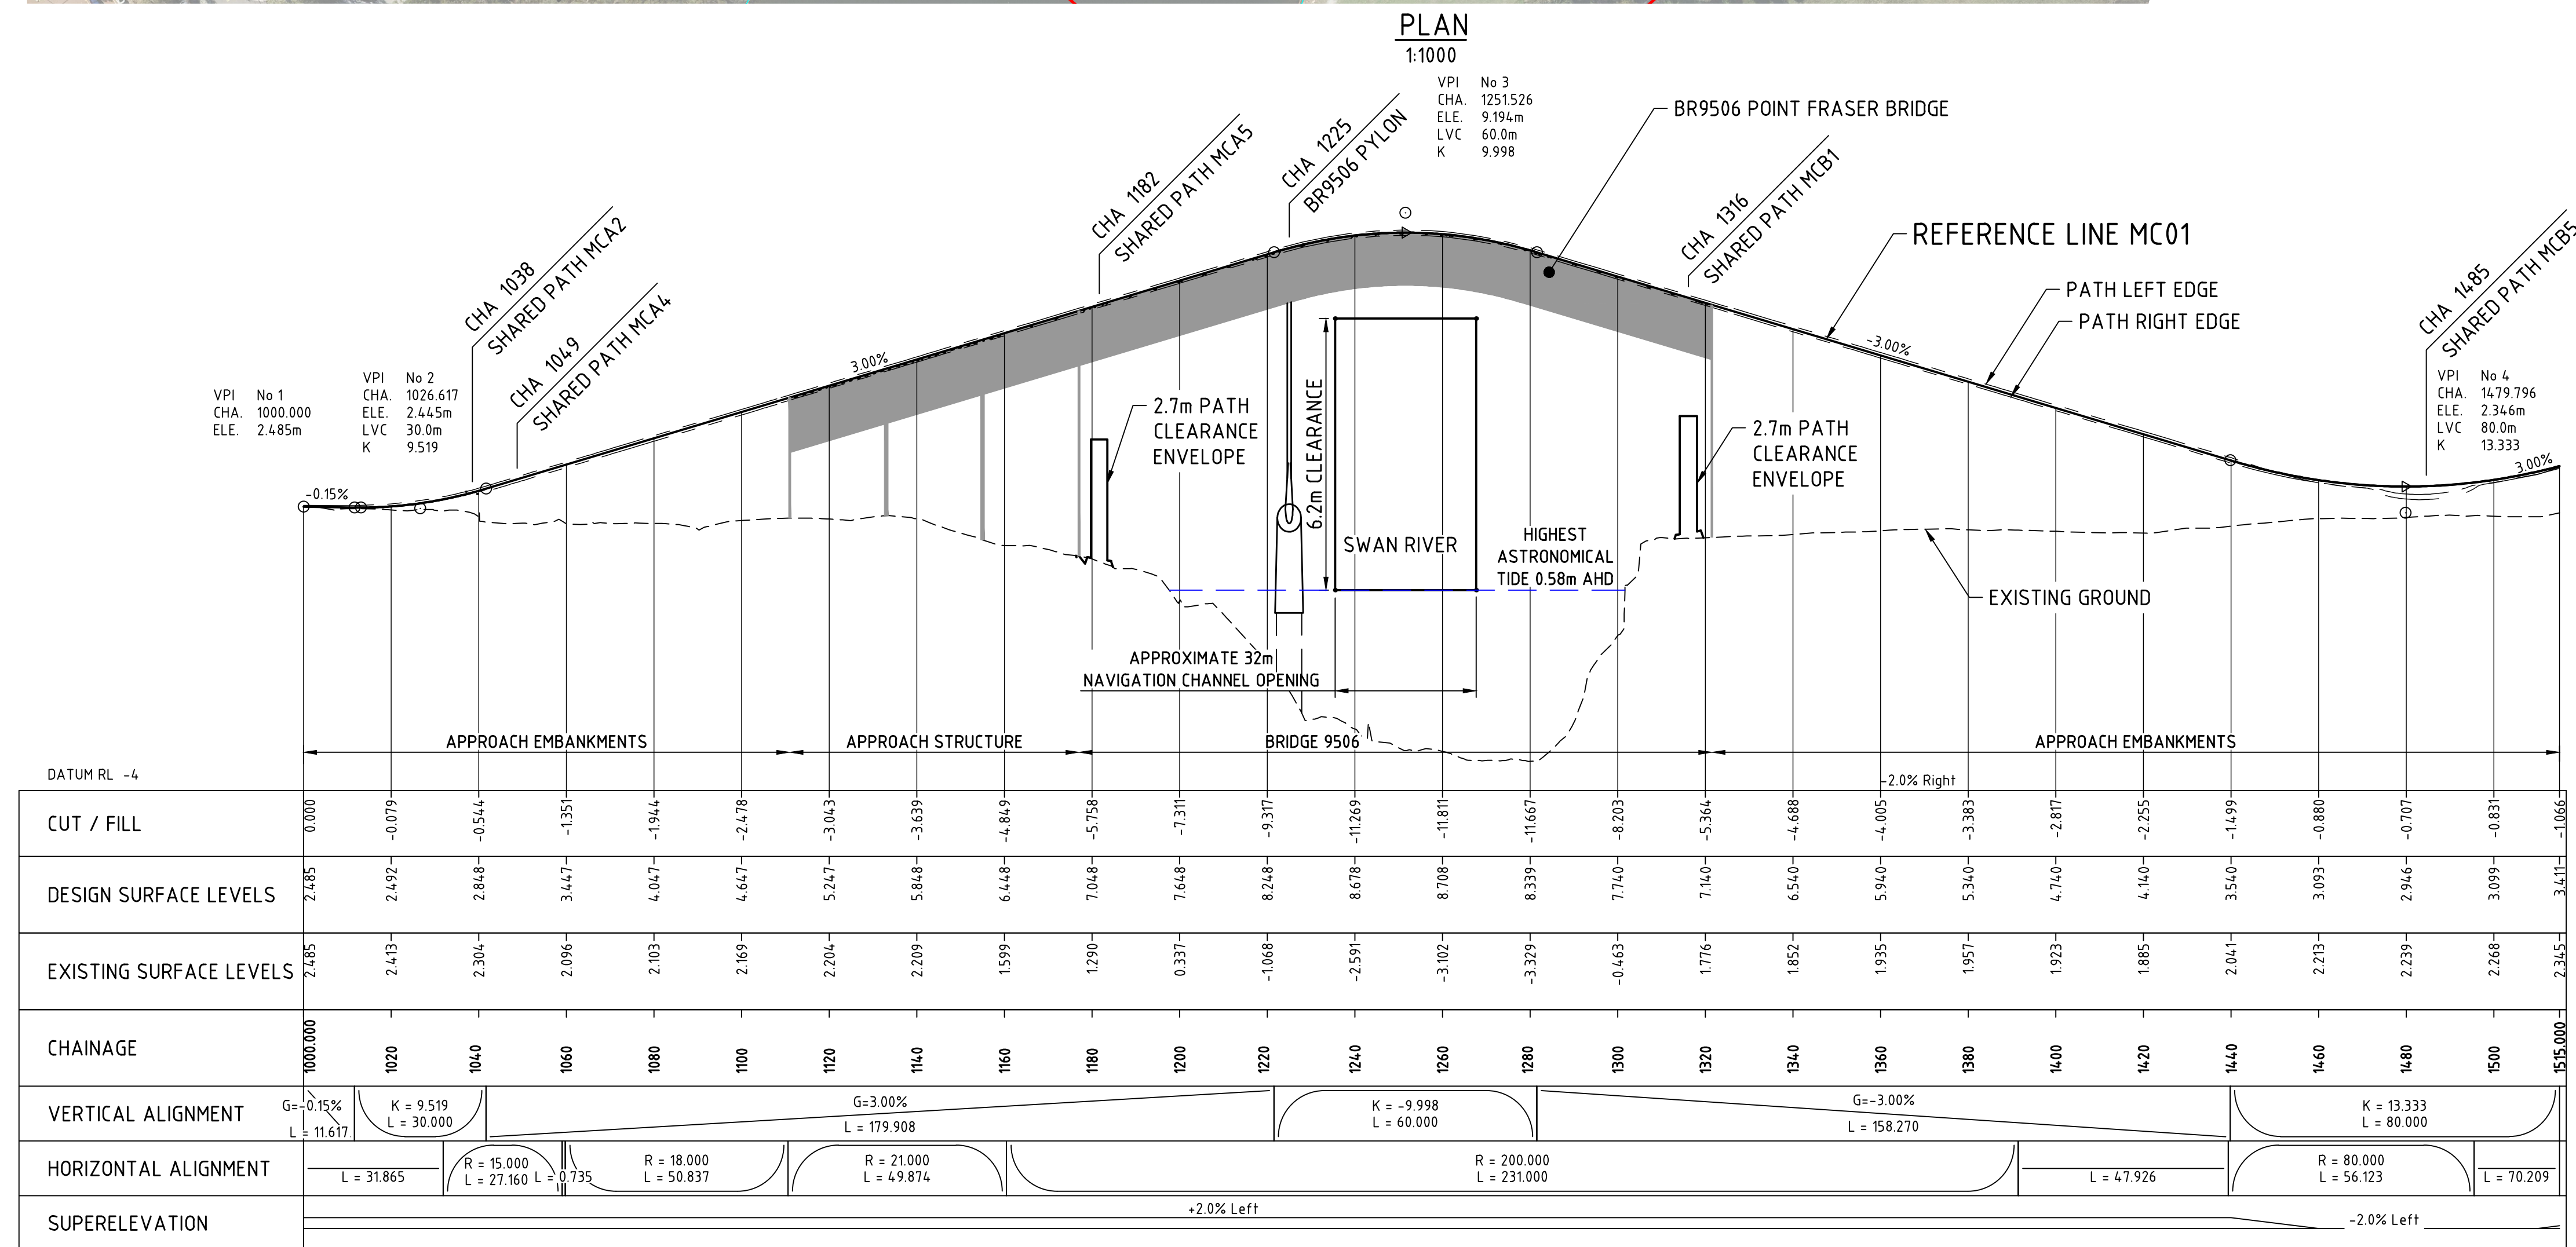 PLAN
1:1000
VPI No 3
CHA. 1251.526
ELE. 9.194m
LVC 60.0m
K 9.998
BR9506 POINT FRASER BRIDGE
CHA 1225
BR9506 PYLON
CHA 1182
SHARED PATH MCA5
CHA 1316
SHARED PATH MCB1
REFERENCE LINE MC01
CHA 1038
SHARED PATH MCA2
CHA 1049
SHARED PATH MCA4
CHA 1485
SHARED PATH MCB5
PATH LEFT EDGE
PATH RIGHT EDGE
3.00%
-3.00%
VPI No 1
CHA. 1000.000
ELE. 2.485m
VPI No 2
CHA. 1026.617
ELE. 2.445m
LVC 30.0m
K 9.519
VPI No 4
CHA. 1479.796
ELE. 2.346m
LVC 80.0m
K 13.333
-0.15%
3.00%
2.7m PATH
CLEARANCE
ENVELOPE
6.2m CLEARANCE
2.7m PATH
CLEARANCE
ENVELOPE
SWAN RIVER
HIGHEST
ASTRONOMICAL
TIDE 0.58m AHD
EXISTING GROUND
APPROXIMATE 32m
NAVIGATION CHANNEL OPENING
APPROACH EMBANKMENTS
APPROACH STRUCTURE
BRIDGE 9506
APPROACH EMBANKMENTS
DATUM RL -4
-2.0% Right
CUT / FILL 0.000 -0.079 -0.544 -1.351 -1.944 -2.478 -3.043 -3.639 -4.849 -5.758 -7.311 -9.317 -11.269 -11.811 -11.667 -8.203 -5.364 -4.688 -4.005 -3.383 -2.817 -2.255 -1.499 -0.880 -0.707 -0.831 -1.066
DESIGN SURFACE LEVELS 2.485 2.492 2.848 3.447 4.047 4.647 5.247 5.848 6.448 7.048 7.648 8.248 8.678 8.708 8.339 7.740 7.140 6.540 5.940 5.340 4.740 4.140 3.540 3.093 2.946 3.099 3.411
EXISTING SURFACE LEVELS 2.485 2.413 2.304 2.096 2.103 2.169 2.204 2.209 1.599 1.290 0.337 -1.068 -2.591 -3.102 -3.329 -0.463 1.776 1.852 1.935 1.957 1.923 1.885 2.041 2.213 2.239 2.268 2.345
CHAINAGE 1000.000 1020 1040 1060 1080 1100 1120 1140 1160 1180 1200 1220 1240 1260 1280 1300 1320 1340 1360 1380 1400 1420 1440 1460 1480 1500 1515.000
VERTICAL ALIGNMENT
G=-0.15%
L = 11.617
K = 9.519
L = 30.000
G=3.00%
L = 179.908
K = -9.998
L = 60.000
G=-3.00%
L = 158.270
K = 13.333
L = 80.000
HORIZONTAL ALIGNMENT
L = 31.865
R = 15.000
L = 27.160
L = 0.735
R = 18.000
L = 50.837
R = 21.000
L = 49.874
R = 200.000
L = 231.000
L = 47.926
R = 80.000
L = 56.123
L = 70.209
SUPERELEVATION
+2.0% Left
-2.0% Left